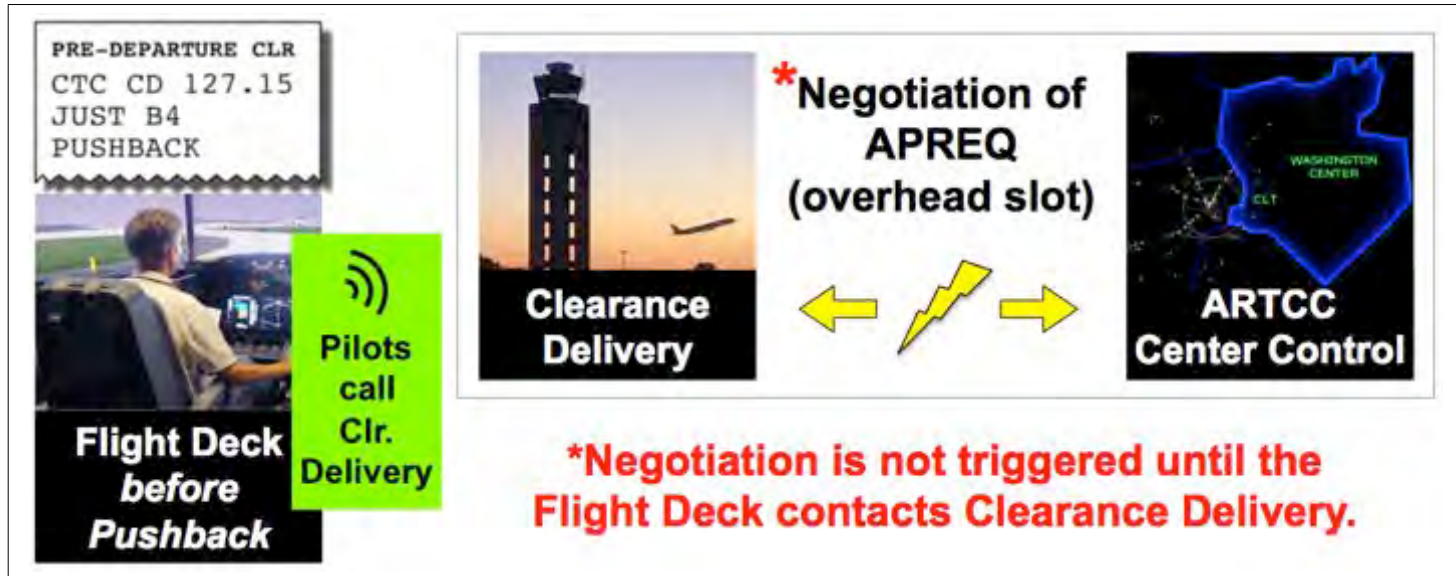 PRE-DEPARTURE CLR
CTC CD 127.15
JUST B4
PUSHBACK
Flight Deck
before
Pushback
Pilots
call
Clr.
Delivery
Clearance
Delivery
*Negotiation of
APREQ
(overhead slot)
WASHINGTON
CENTER
CLT
ARTCC
Center Control
*Negotiation is not triggered until the
Flight Deck contacts Clearance Delivery.